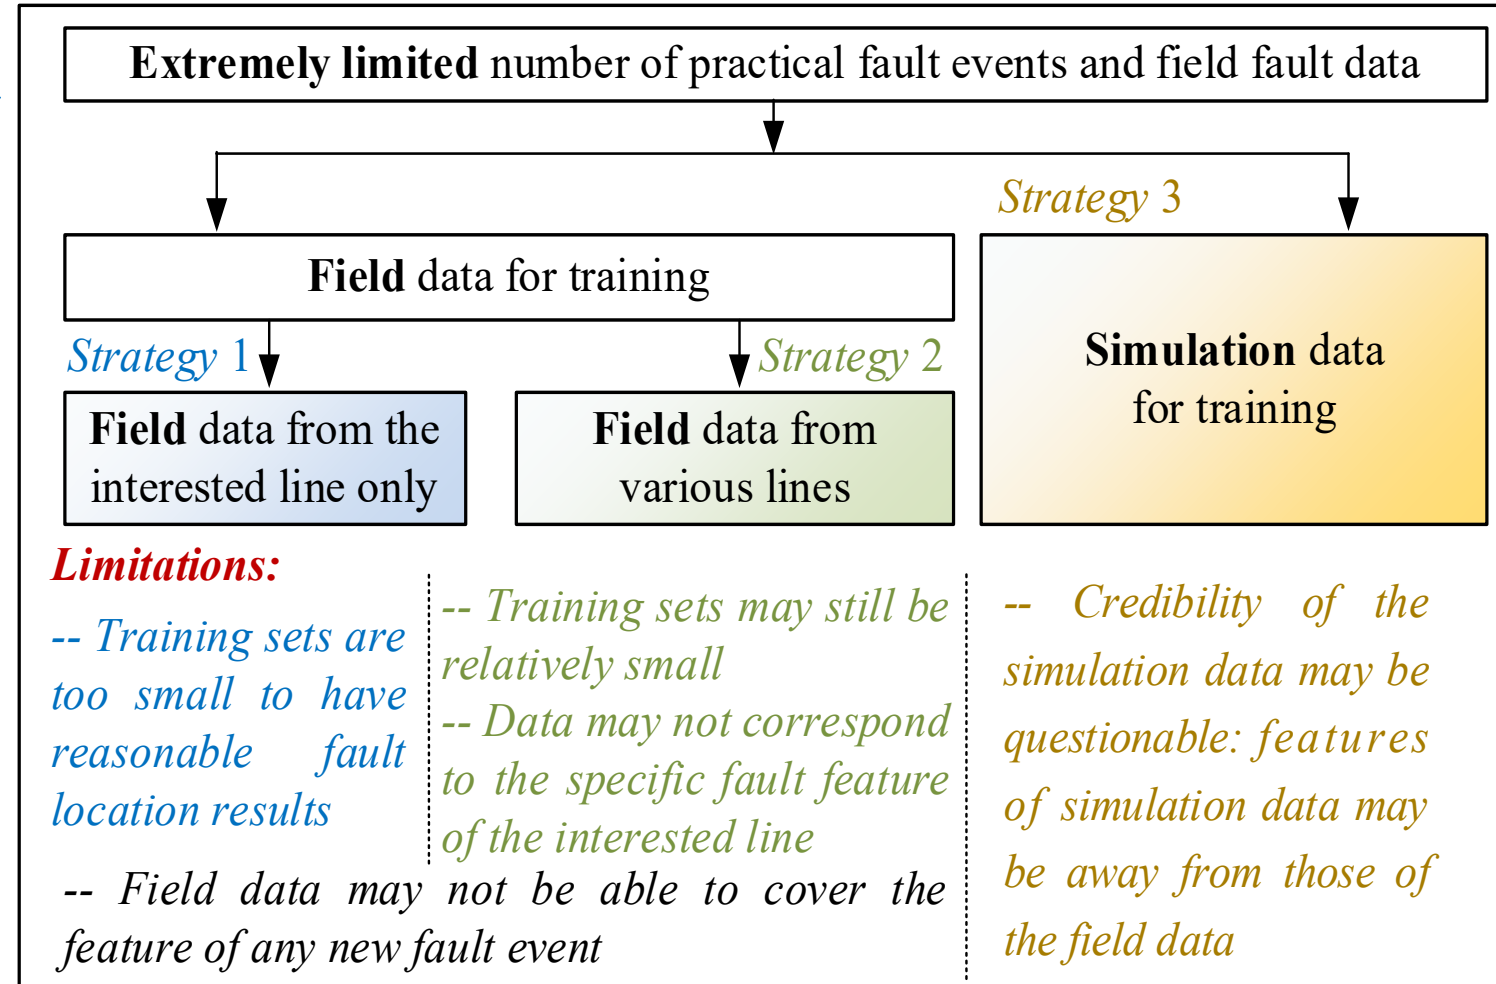 Extremely limited number of practical fault events and field fault data
Strategy 3
Field data for training
Strategy 1
Strategy 2
Simulation data
for training
Field data from the
interested line only
Field data from
various lines
Limitations:
-- Training sets are
too small to have
reasonable fault
location results
-- Training sets may still be
relatively small
-- Data may not correspond
to the specific fault feature
of the interested line
-- Field data may not be able to cover the
feature of any new fault event
-- Credibility of the
simulation data may be
questionable: features
of simulation data may
be away from those of
the field data